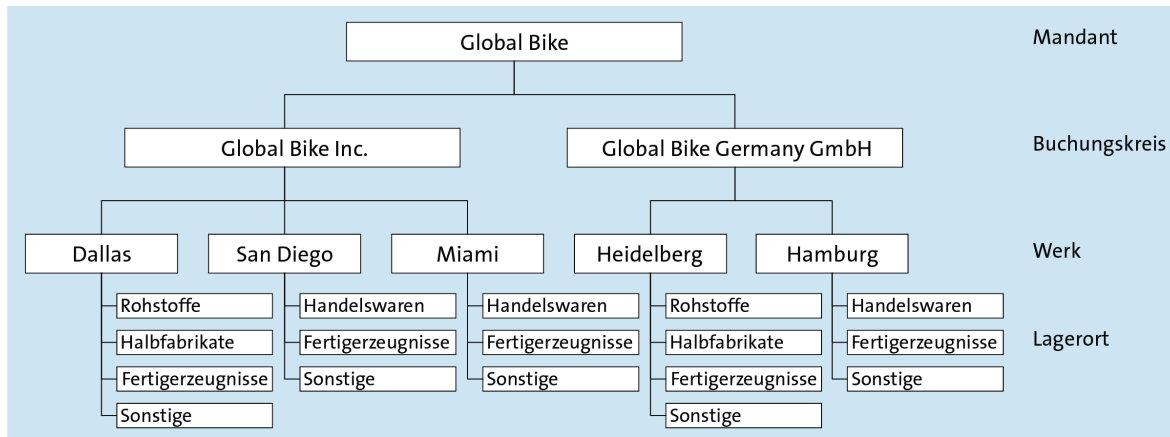 Global Bike
Mandant
Global Bike Inc.
Global Bike Germany GmbH
Buchungskreis
Dallas
San Diego
Miami
Heidelberg
Hamburg
Werk
Rohstoffe
Handelswaren
Handelswaren
Rohstoffe
Handelswaren
Halbfabrikate
Fertigerzeugnisse
Fertigerzeugnisse
Halbfabrikate
Fertigerzeugnisse
Lagerort
Fertigerzeugnisse
Sonstige
Sonstige
Fertigerzeugnisse
Sonstige
Sonstige
Sonstige